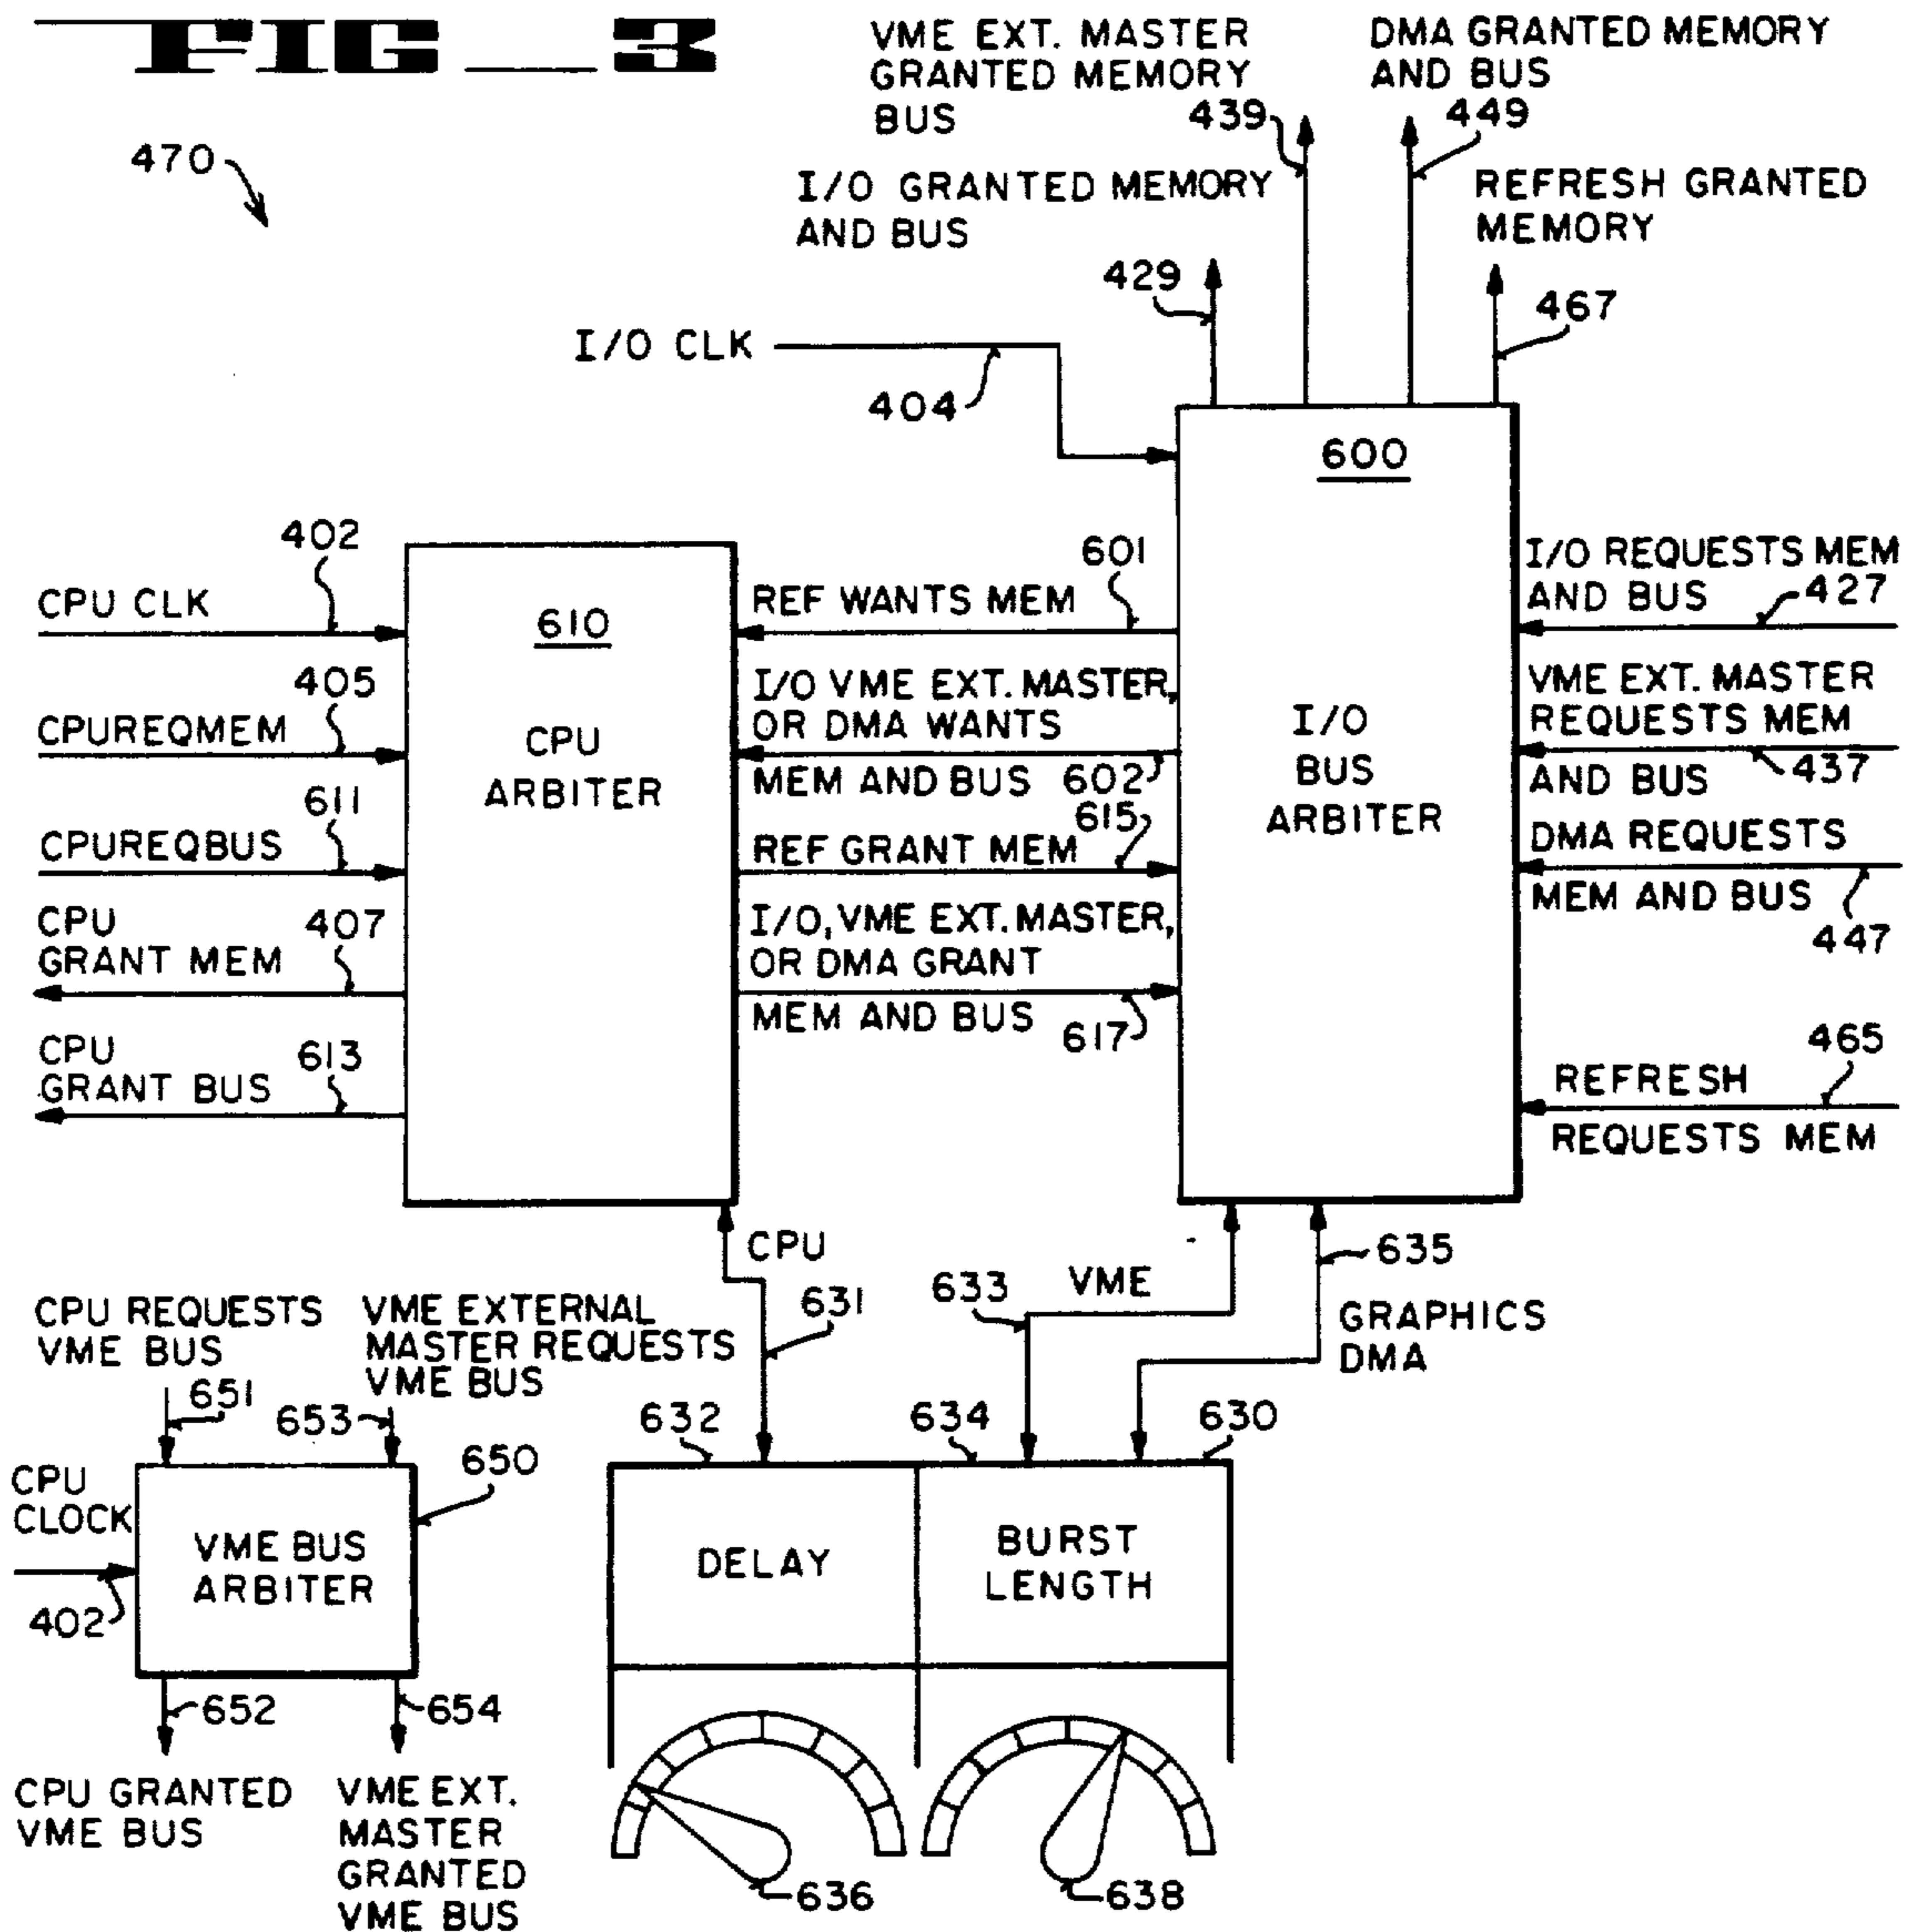 FIG_3
470
VME EXT. MASTER
GRANTED MEMORY
BUS
439
DMA GRANTED MEMORY
AND BUS
449
I/O GRANTED MEMORY
AND BUS
429
REFRESH GRANTED
MEMORY
467
I/O CLK
404
600
I/O
BUS
ARBITER
402
CPU CLK
405
CPUREQMEM
611
CPUREQBUS
CPU
GRANT MEM
407
CPU
GRANT BUS
613
610
CPU
ARBITER
601
REF WANTS MEM
I/O VME EXT. MASTER,
OR DMA WANTS
MEM AND BUS 602
615
REF GRANT MEM
I/O, VME EXT. MASTER,
OR DMA GRANT
MEM AND BUS
617
I/O REQUESTS MEM
AND BUS
427
VME EXT. MASTER
REQUESTS MEM
AND BUS
437
DMA REQUESTS
MEM AND BUS
447
465
REFRESH
REQUESTS MEM
CPU
631
633
VME
635
GRAPHICS
DMA
CPU REQUESTS
VME BUS
651
VME EXTERNAL
MASTER REQUESTS
VME BUS
653
650
CPU
CLOCK
402
VME BUS
ARBITER
652
654
CPU GRANTED
VME BUS
VME EXT.
MASTER
GRANTED
VME BUS
632
634
630
DELAY
BURST
LENGTH
636
638